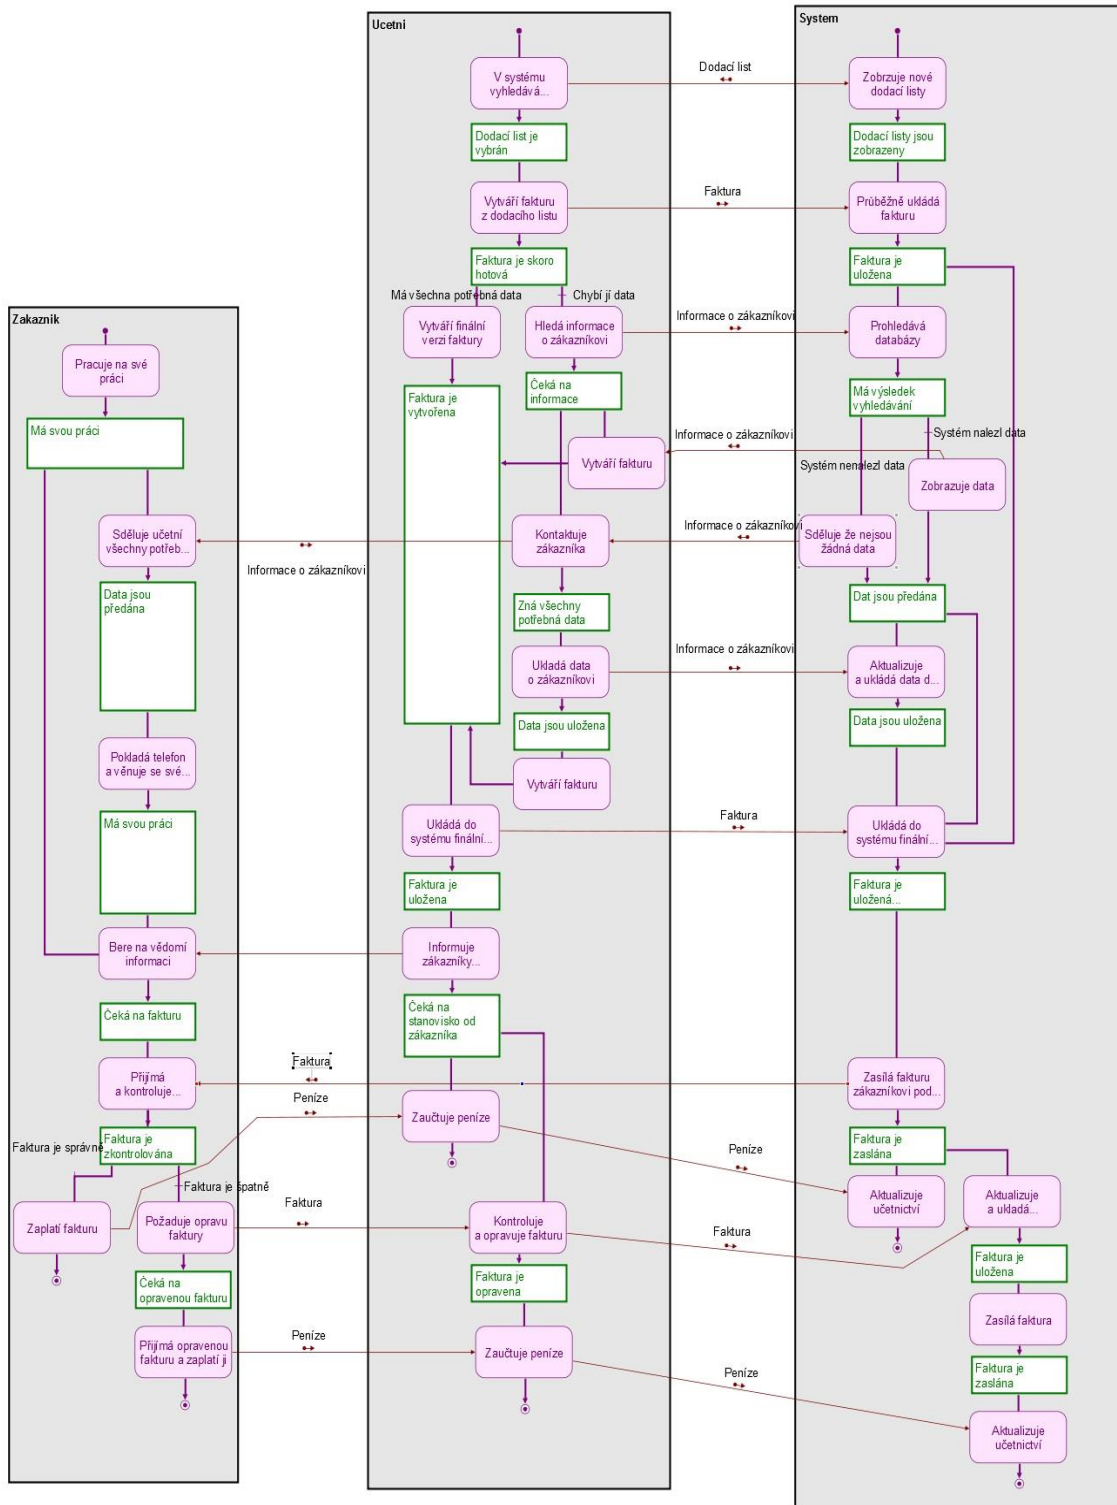 Zakaznik
Pracuje na své
práci
Má svou práci
Sděluje učetní
všechny potřeb...
Data jsou
předána
Pokladá telefon
a věnuje se své...
Má svou práci
Bere na vědomí
informaci
Čeká na fakturu
Přijímá
a kontroluje...
Faktura je
zkontrolována
Faktura je správně
Faktura je špatně
Zaplatí fakturu
Požaduje opravu
faktury
Čeká na
opravenou fakturu
Přijímá opravenou
fakturu a zaplatí ji
Informace o zákazníkovi
Faktura
Peníze
Faktura
Peníze
Ucetni
V systému
vyhledává...
Dodací list je
vybrán
Vytváří fakturu
z dodacího listu
Faktura je skoro
hotová
Má všechna potřebná data
Chybí jí data
Vytváří finální
verzi faktury
Hledá informace
o zákazníkovi
Faktura je
vytvořena
Čeká na
informace
Vytváří fakturu
Kontaktuje
zákazníka
Zná všechny
potřebná data
Ukladá data
o zákazníkovi
Data jsou uložena
Vytváří fakturu
Ukládá do
systému finální...
Faktura je
uložena
Informuje
zákazníky...
Čeká na
stanovisko od
zákazníka
Zaučtuje peníze
Kontroluje
a opravuje fakturu
Faktura je
opravena
Zaučtuje peníze
Dodací list
Faktura
Informace o zákazníkovi
Informace o zákazníkovi
Informace o zákazníkovi
Informace o zákazníkovi
Faktura
Peníze
Faktura
Peníze
System
Zobrzuje nové
dodací listy
Dodací listy jsou
zobrazeny
Průběžně ukládá
fakturu
Faktura je
uložena
Prohledává
databázy
Má výsledek
vyhledávání
Systém nalezl data
Systém nenalezl data
Zobrazuje data
Sděluje že nejsou
žádná data
Dat jsou předána
Aktualizuje
a ukládá data d...
Data jsou uložena
Ukládá do
systému finální...
Faktura je
uložená...
Zasílá fakturu
zákazníkovi pod...
Faktura je
zaslána
Aktualizuje
učetnictví
Aktualizuje
a ukladá...
Faktura je
uložena
Zasílá faktura
Faktura je
zaslána
Aktualizuje
učetnictví